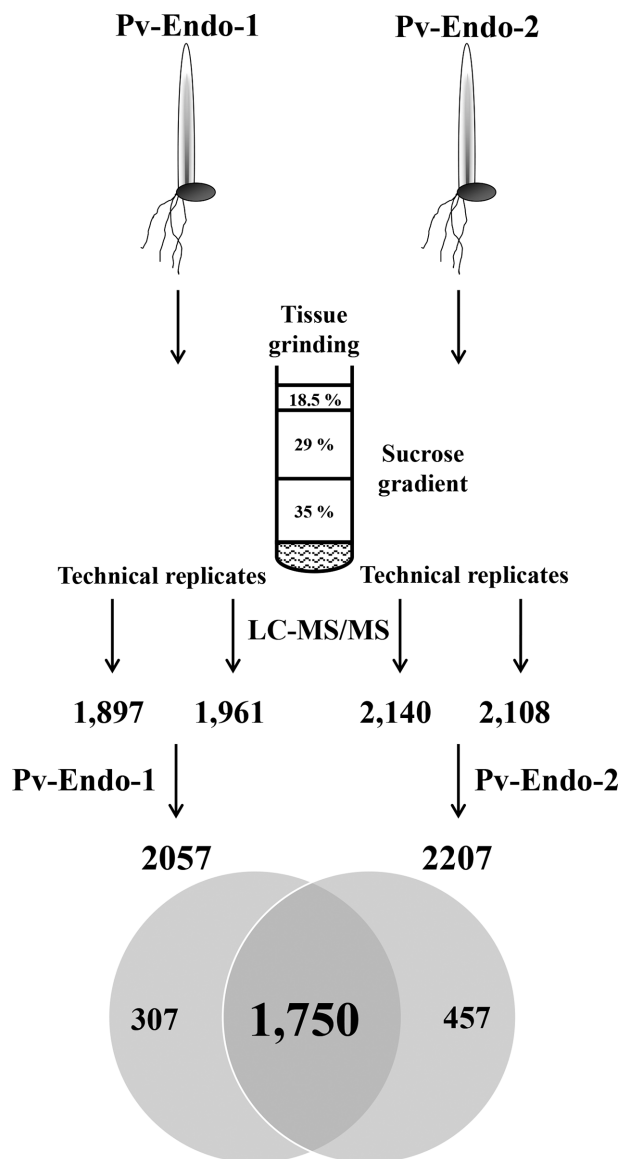 Pv-Endo-1
Pv-Endo-2
Tissue
grinding
18.5 %
29 %
35 %
Sucrose
gradient
Technical replicates
Technical replicates
LC-MS/MS
1,897
1,961
2,140
2,108
Pv-Endo-1
Pv-Endo-2
2057
2207
307
1,750
457